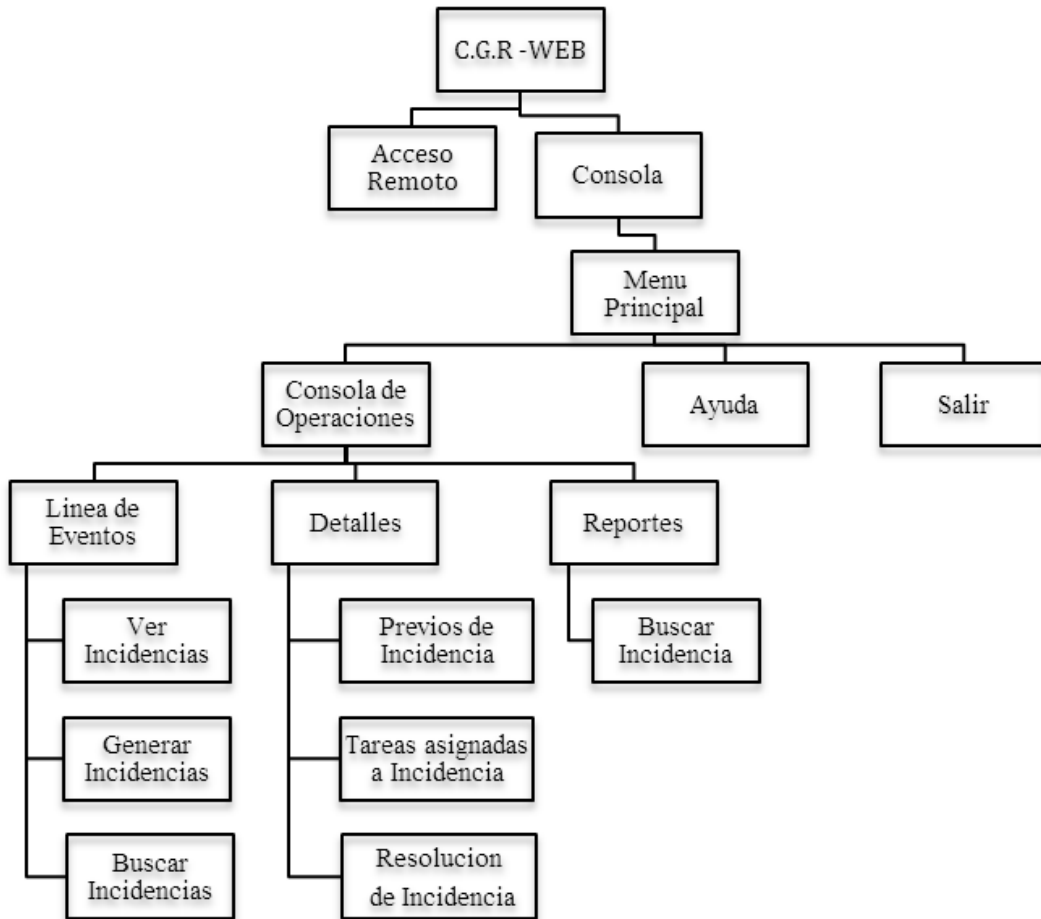 C.G.R -WEB
Acceso
Remoto
Consola
Menu
Principal
Consola de
Operaciones
Ayuda
Salir
Linea de
Eventos
Detalles
Reportes
Ver
Incidencias
Previos de
Incidencia
Buscar
Incidencia
Generar
Incidencias
Tareas asignadas
a Incidencia
Buscar
Incidencias
Resolucion
de Incidencia